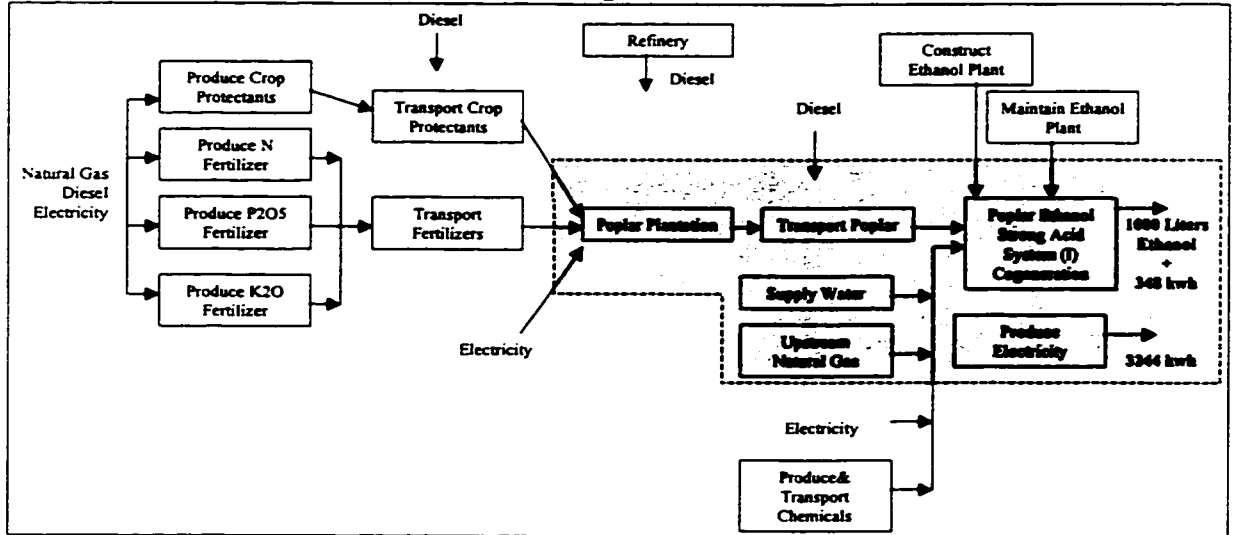 Diesel
Refinery
Diesel
Construct
Ethanol Plant
Produce Crop
Protectants
Transport Crop
Protectants
Diesel
Maintain Ethanol
Plant
Produce N
Fertilizer
Natural Gas
Diesel
Electricity
Produce P2O5
Fertilizer
Transport
Fertilizers
Poplar Plantation
Transport Poplar
Poplar Ethanol
Strong Acid
System (I)
Cogeneration
1000 Liters
Ethanol
+
348 kwh
Produce K2O
Fertilizer
Supply Water
Electricity
Upstream
Natural Gas
Produce
Electricity
3244 kwh
Electricity
Produce&
Transport
Chemicals